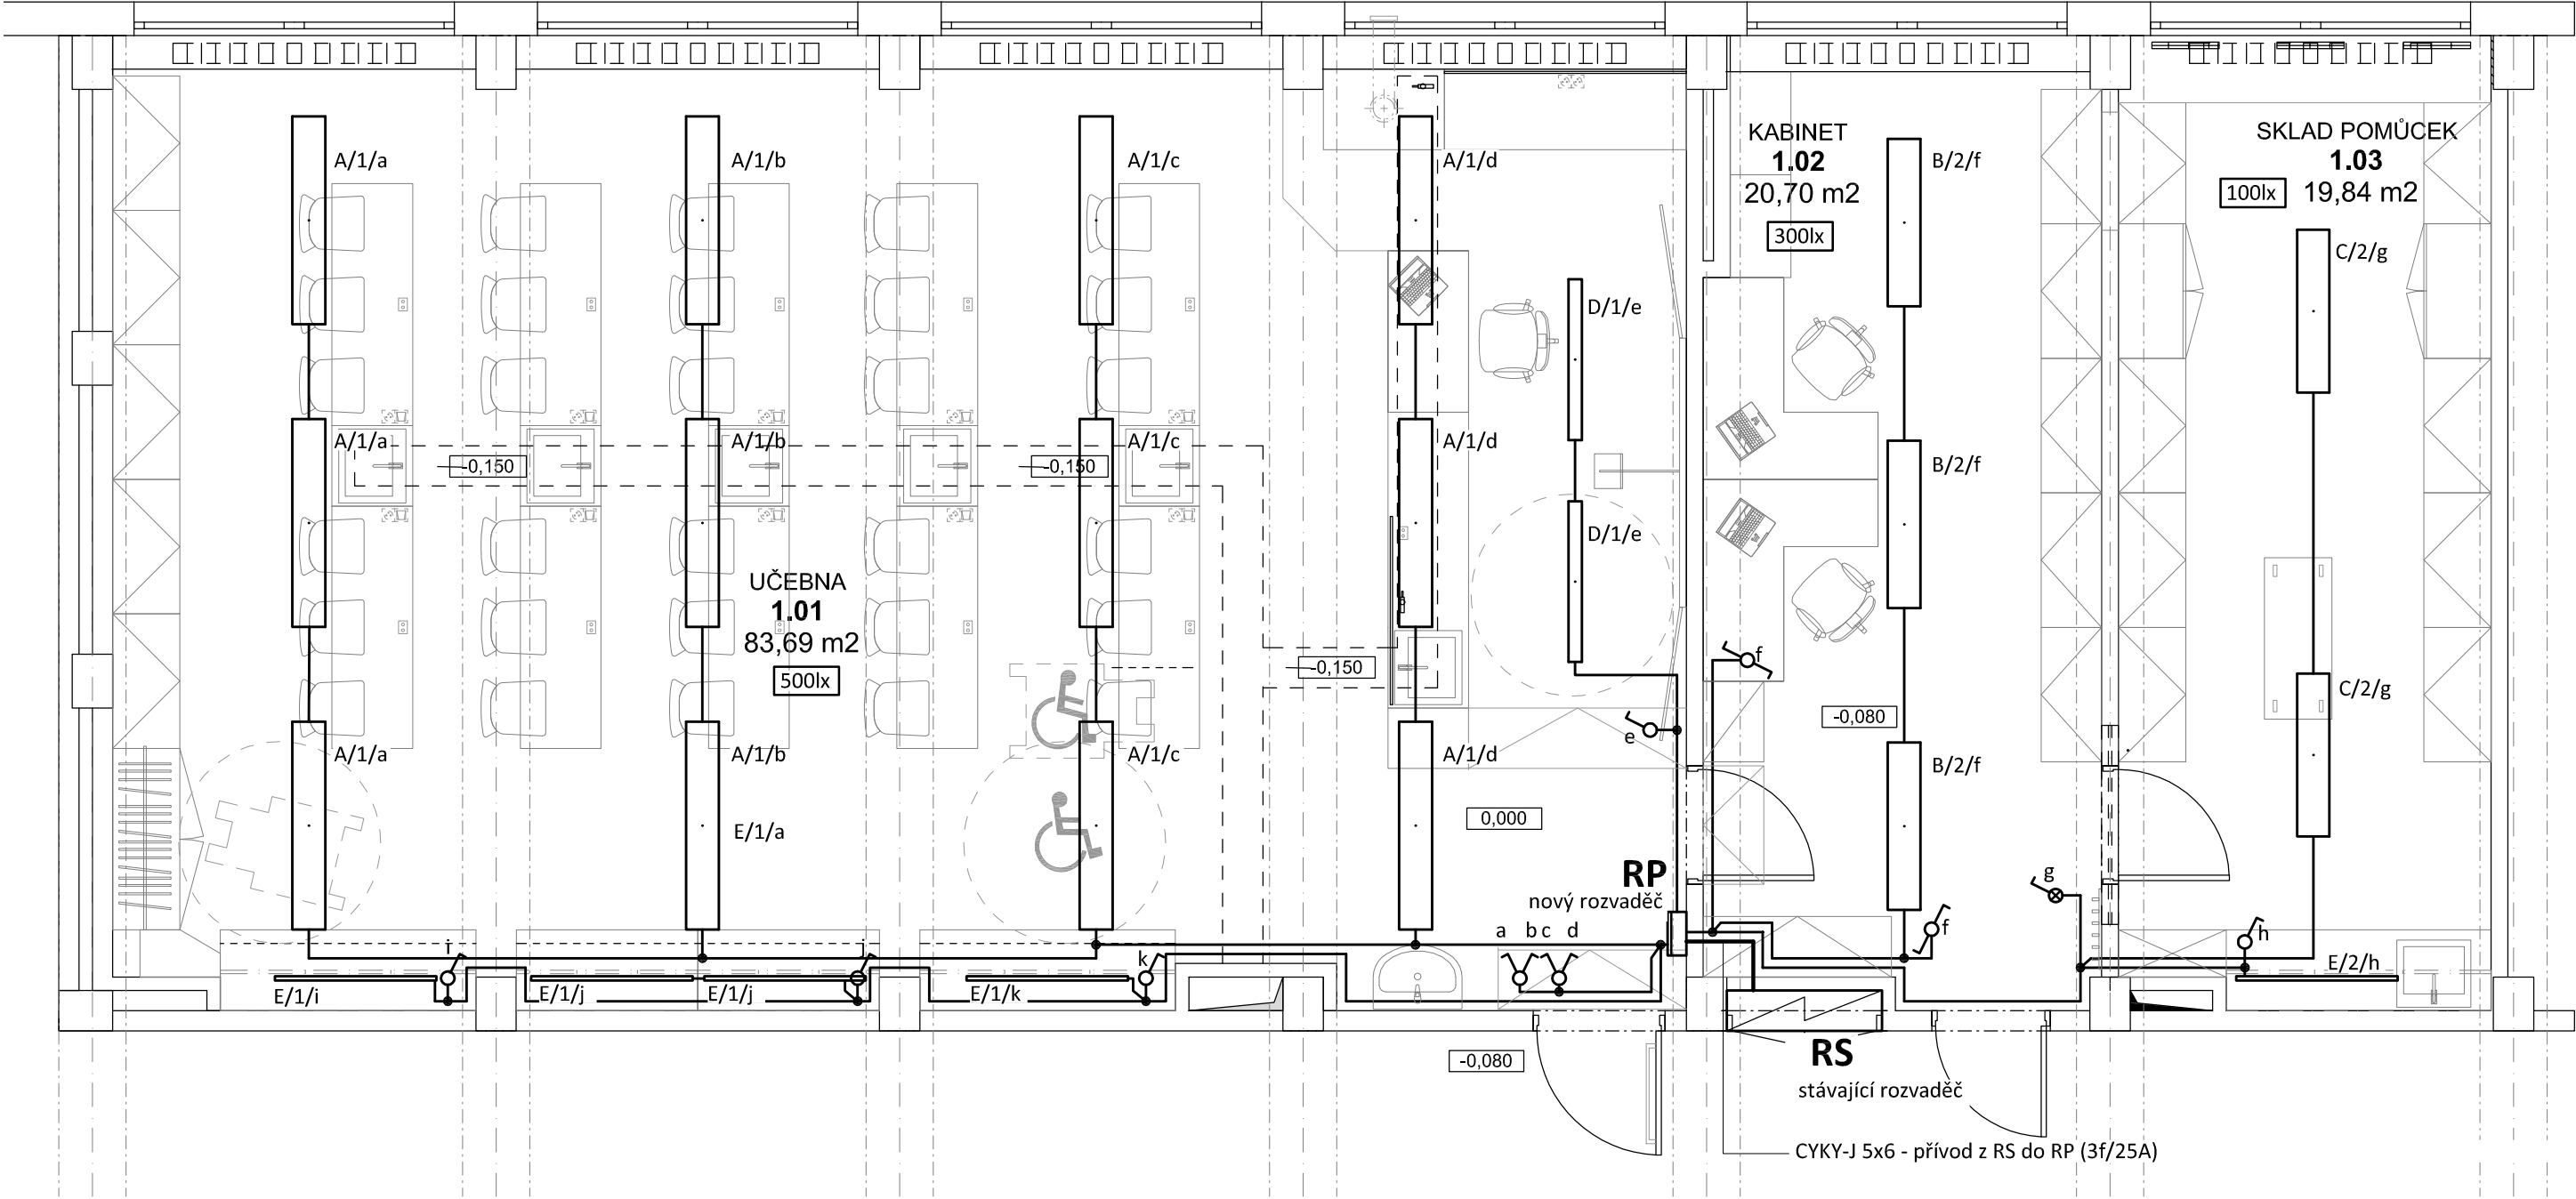 KABINET
1.02
20,70 m2
300lx
SKLAD POMŮCEK
1.03
100lx 19,84 m2
A/1/a
A/1/b
A/1/c
A/1/d
B/2/f
C/2/g
D/1/e
A/1/a
A/1/b
A/1/c
A/1/d
B/2/f
-0,150
-0,150
D/1/e
UČEBNA
1.01
83,69 m2
500lx
-0,150
f
C/2/g
-0,080
e
A/1/a
A/1/b
A/1/c
A/1/d
B/2/f
E/1/a
0,000
RP
nový rozvaděč
g
a b c d
f
h
i
j
k
E/1/i
E/1/j
E/1/j
E/1/k
E/2/h
-0,080
RS
stávající rozvaděč
CYKY-J 5x6 - přívod z RS do RP (3f/25A)